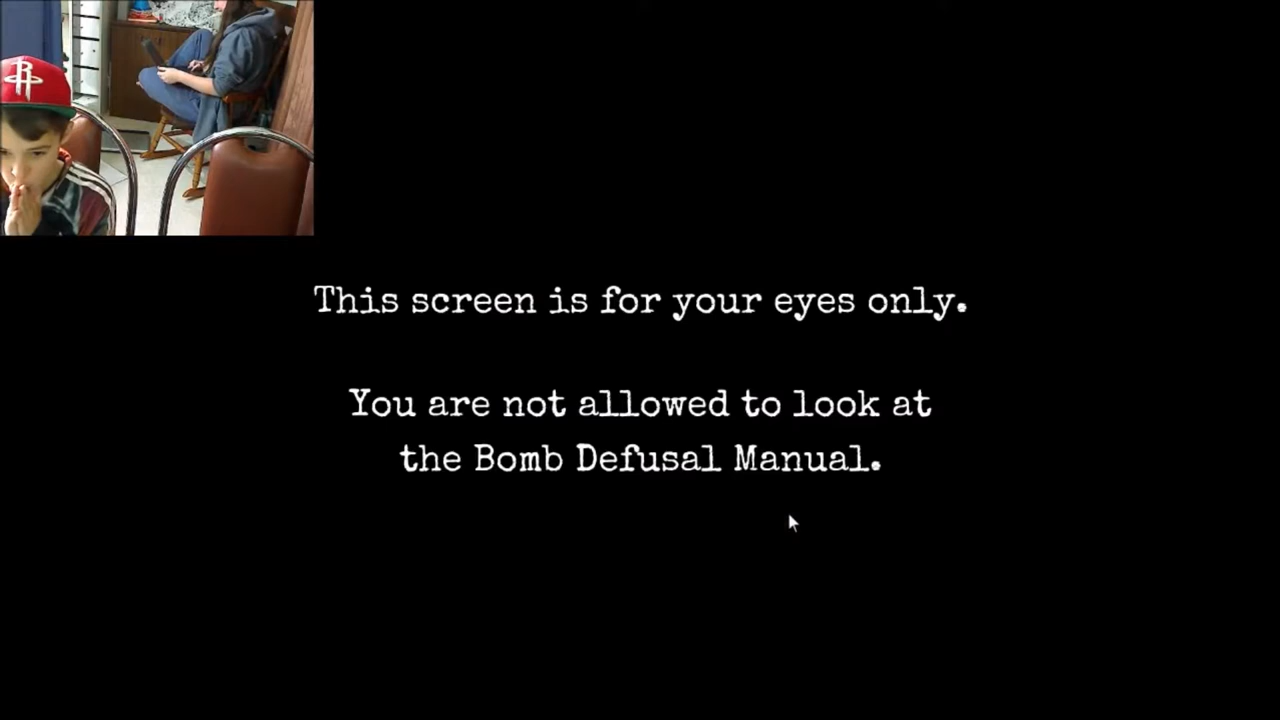 R
This screen is for your eyes only.
You are not allowed to look at
the Bomb Defusal Manual.